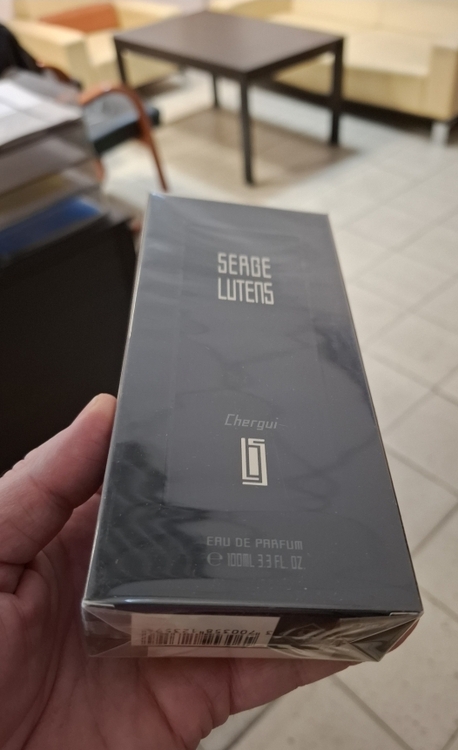 SERGE
LUTENS
Chergui
EAU DE PARFUM
℮ 100ML 3.3 FL. OZ.